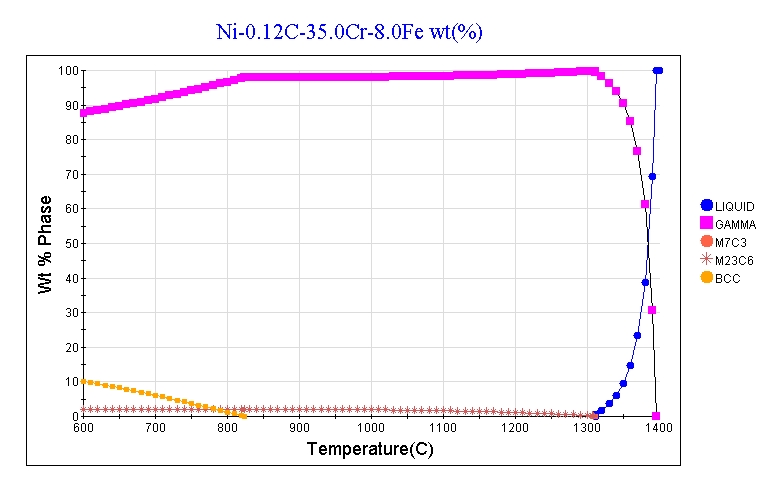 Ni-0.12C-35.0Cr-8.0Fe wt(%)
100
90
80
70
60
50
40
30
20
10
0
Wt % Phase
600 700 800 900 1000 1100 1200 1300 1400
Temperature(C)
LIQUID
GAMMA
M7C3
M23C6
BCC